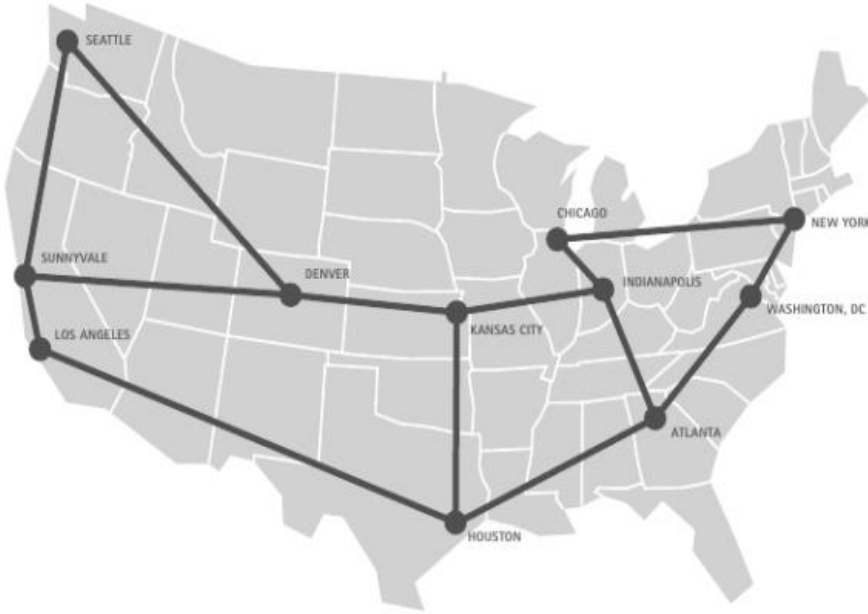 SEATTLE
CHICAGO
NEW YORK
SUNNYVALE
DENVER
INDIANAPOLIS
WASHINGTON, DC
KANSAS CITY
LOS ANGELES
ATLANTA
HOUSTON